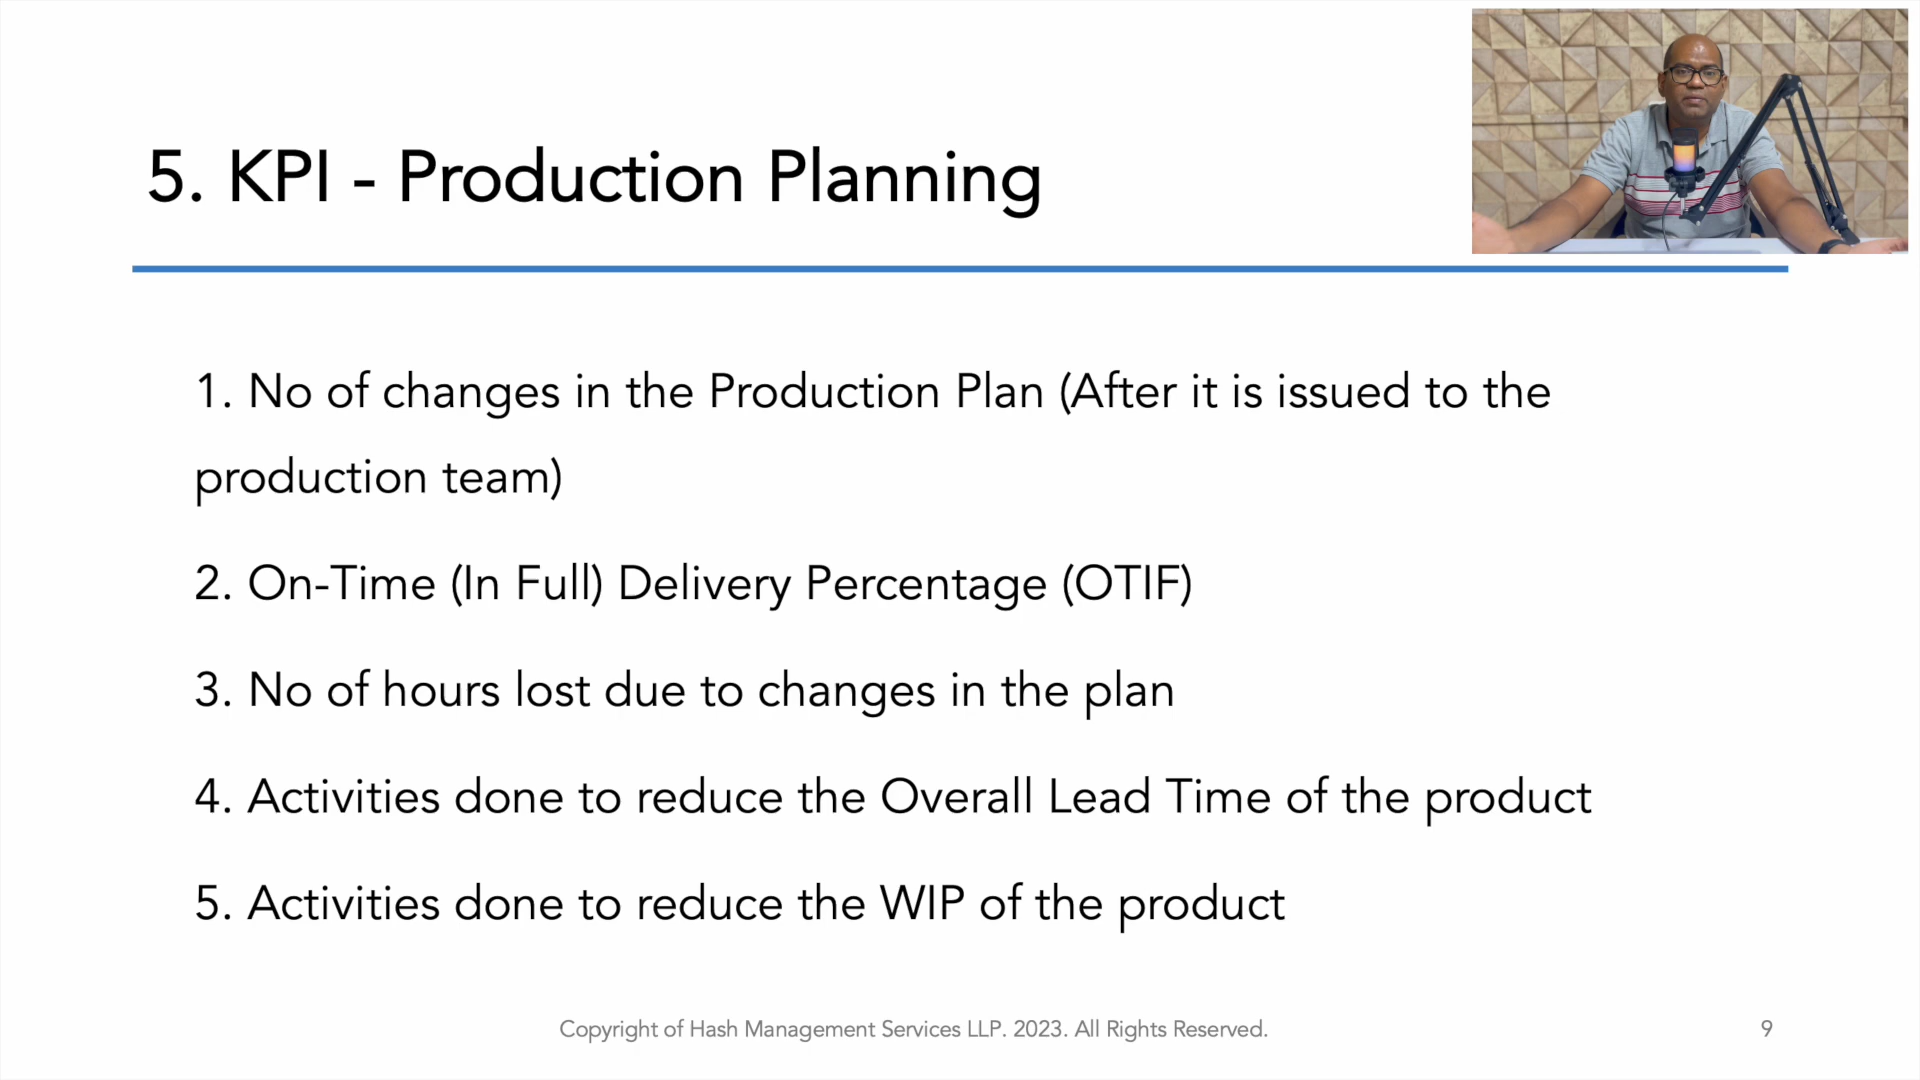 5. KPI - Production Planning
1. No of changes in the Production Plan (After it is issued to the
production team)
2. On-Time (In Full) Delivery Percentage (OTIF)
3. No of hours lost due to changes in the plan
4. Activities done to reduce the Overall Lead Time of the product
5. Activities done to reduce the WIP of the product
Copyright of Hash Management Services LLP. 2023. All Rights Reserved.
9